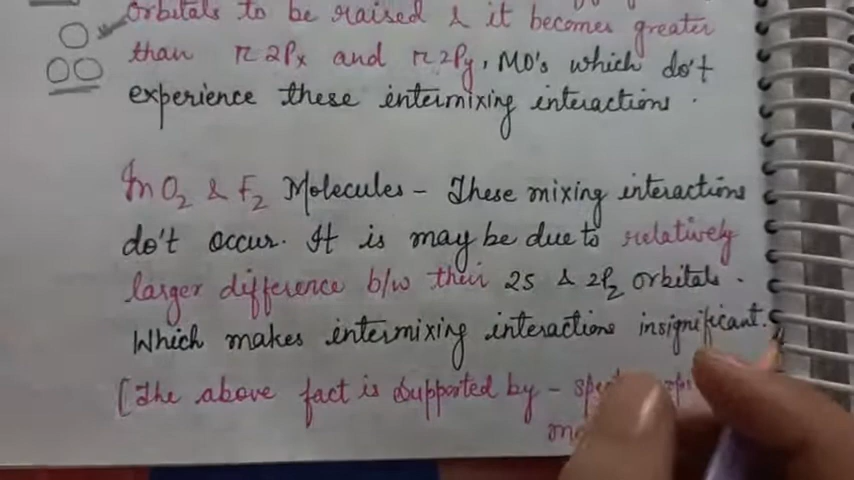 orbitals to be raised & it becomes greater
than π 2Px and π 2Py, MO's which do't
experience these intermixing interactions.
In O2 & F2 Molecules - These mixing interactions
do't occur. It is may be due to relatively
larger difference b/w their 2S & 2Pz orbitals.
Which makes intermixing interactions insignificant.
[The above fact is supported by -